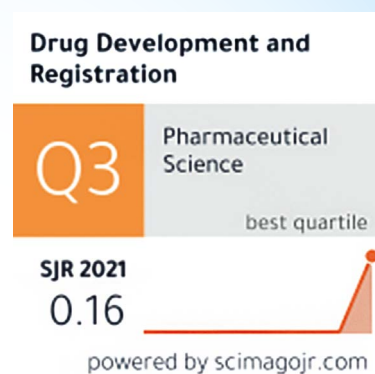 Drug Development and
Registration
Q3
Pharmaceutical
Science
best quartile
SJR 2021
0.16
powered by scimagojr.com